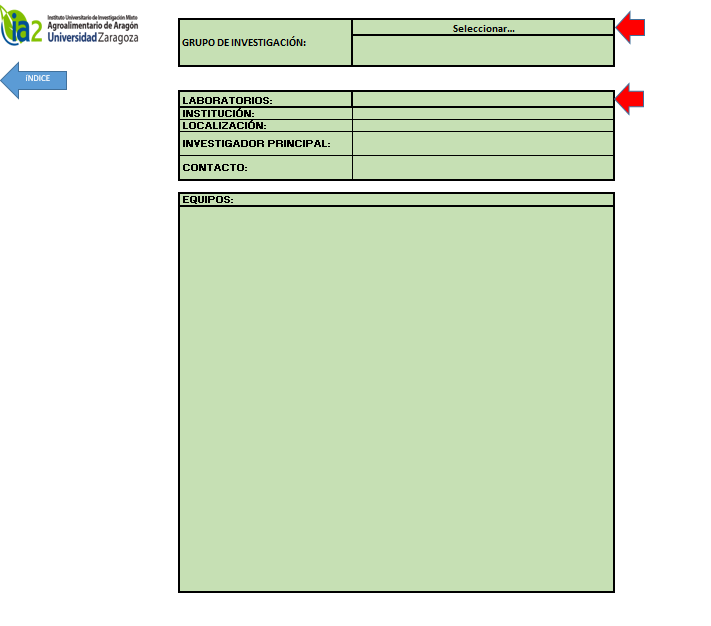 Instituto Universitario de Investigación Mixto
Agroalimentario de Aragón
Universidad Zaragoza
ia2
ÍNDICE
GRUPO DE INVESTIGACIÓN:
Seleccionar...
LABORATORIOS:
INSTITUCIÓN:
LOCALIZACIÓN:
INVESTIGADOR PRINCIPAL:
CONTACTO:
EQUIPOS: